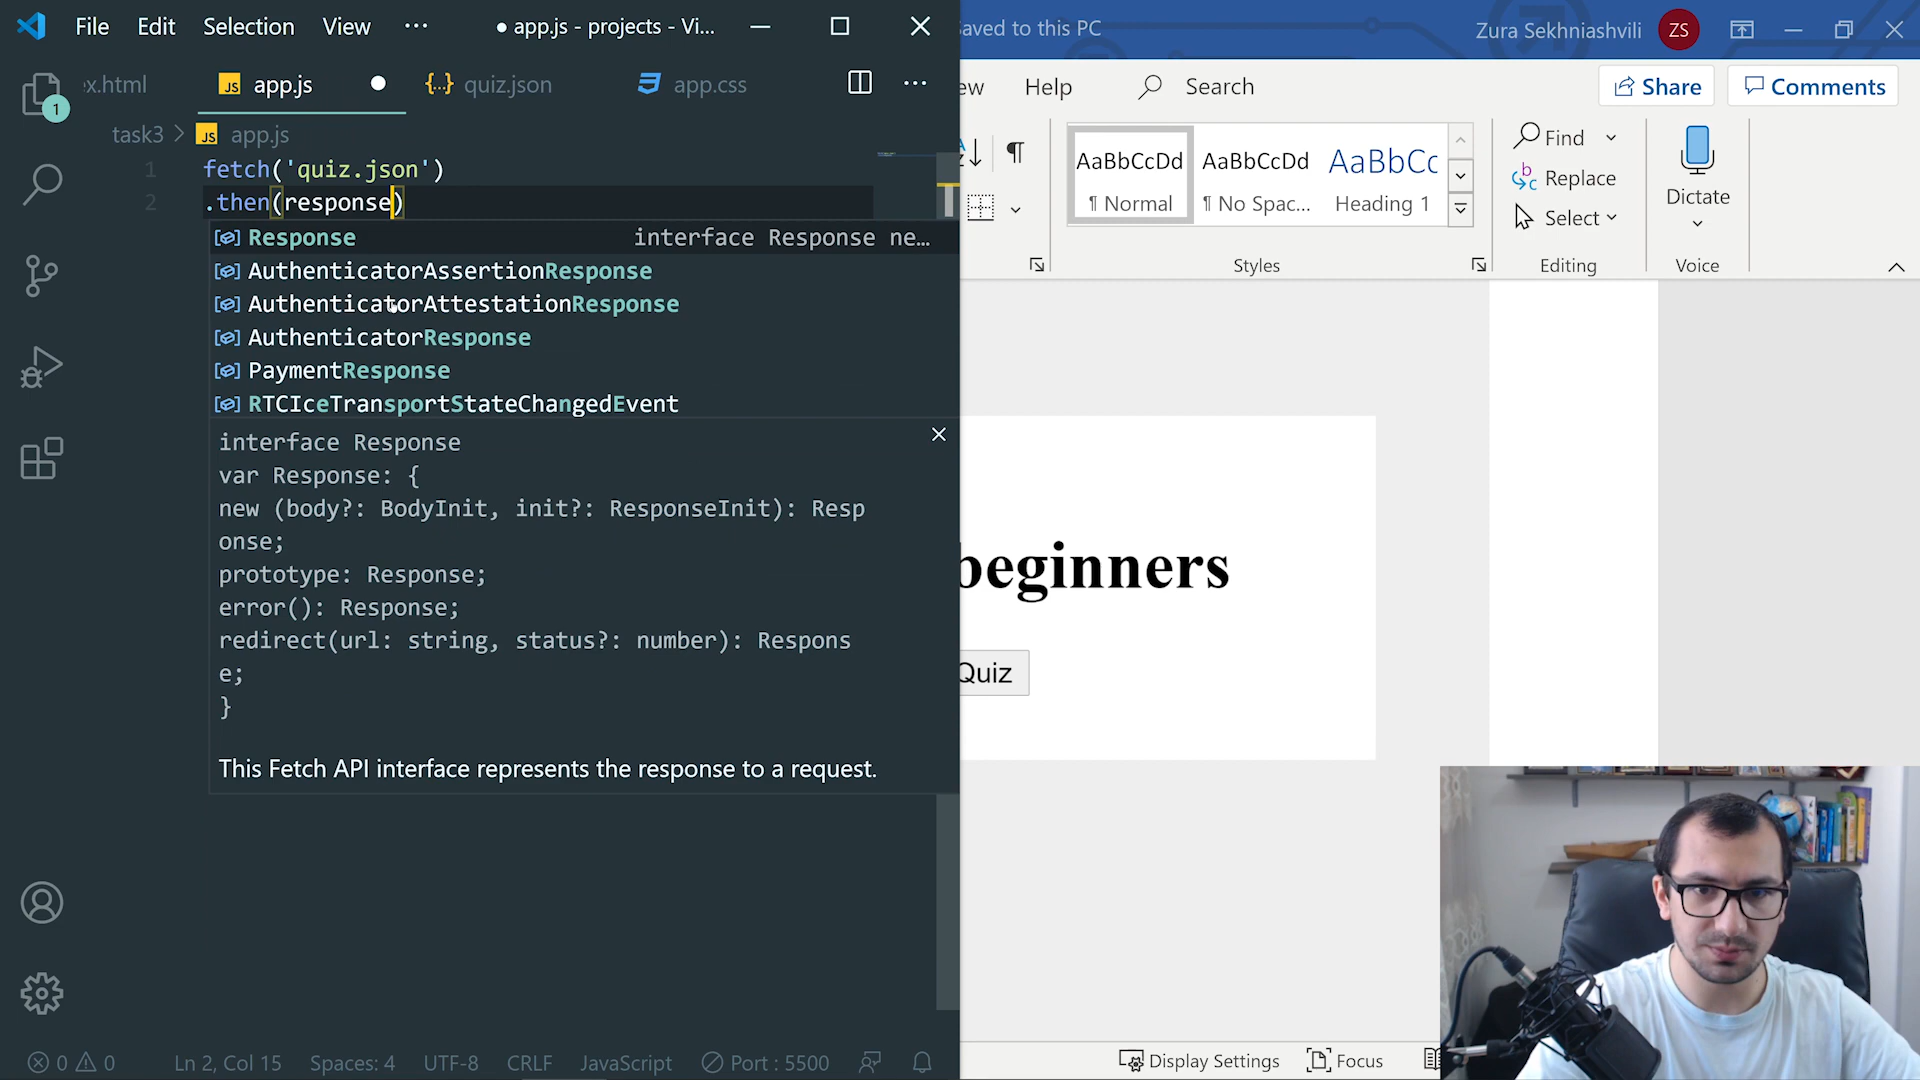 File Edit Selection View ··· ● app.js - projects - Vi...
Saved to this PC
Zura Sekhniashvili ZS
ex.html JS app.js {..} quiz.json app.css ···
Help Search
Share Comments
1
task3 > JS app.js
1 fetch('quiz.json')
2 .then(response)
Response interface Response ne…
AuthenticatorAssertionResponse
AuthenticatorAttestationResponse
AuthenticatorResponse
PaymentResponse
RTCIceTransportStateChangedEvent
interface Response
var Response: {
new (body?: BodyInit, init?: ResponseInit): Resp
onse;
prototype: Response;
error(): Response;
redirect(url: string, status?: number): Respons
e;
}
This Fetch API interface represents the response to a request.
AaBbCcDd AaBbCcDd AaBbCc
¶ Normal ¶ No Spac... Heading 1
Styles
Find
Replace
Select
Editing
Dictate
Voice
beginners
Quiz
0 0 Ln 2, Col 15 Spaces: 4 UTF-8 CRLF JavaScript Port : 5500
Display Settings Focus